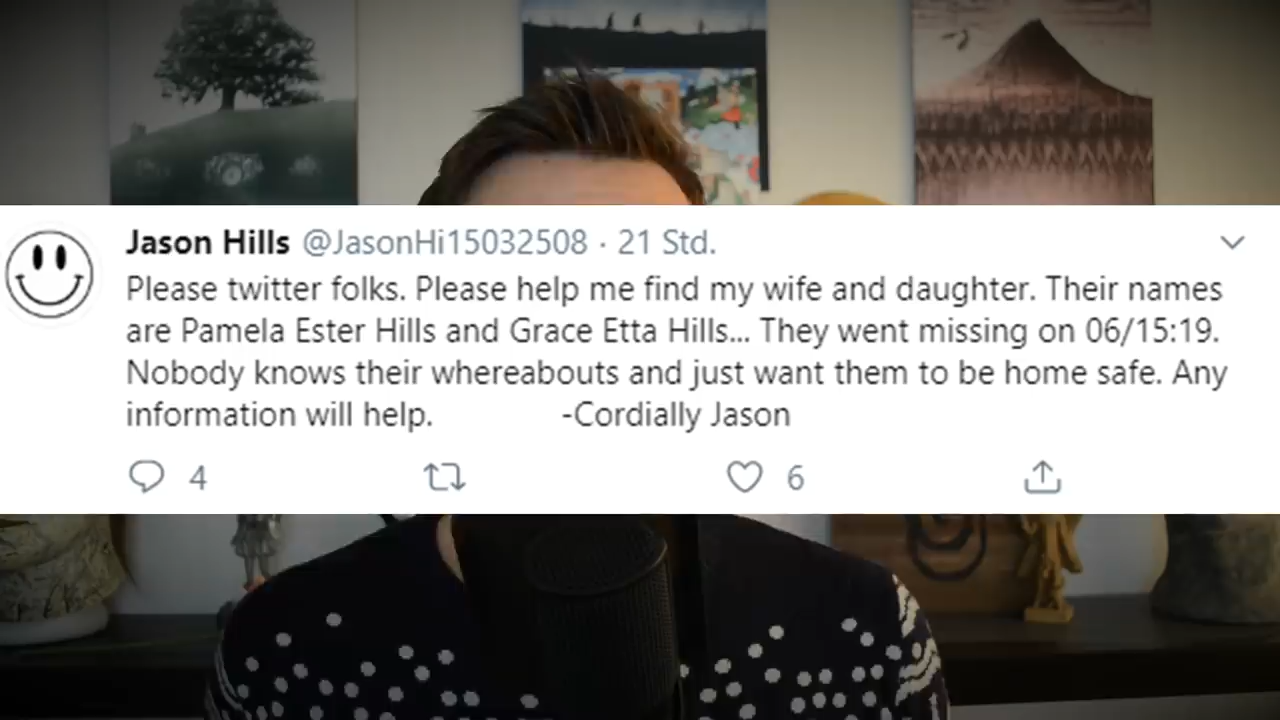 Jason Hills @JasonHi15032508 · 21 Std.
Please twitter folks. Please help me find my wife and daughter. Their names
are Pamela Ester Hills and Grace Etta Hills... They went missing on 06/15:19.
Nobody knows their whereabouts and just want them to be home safe. Any
information will help. -Cordially Jason
4 6